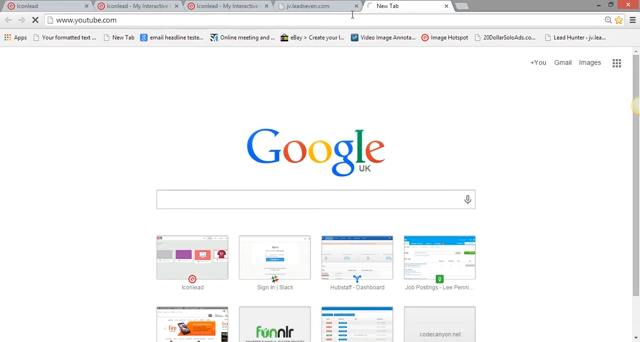 Iconlead
Iconlead - My Interactive
Iconlead - My Interactive
jv.leadraven.com
New Tab
www.youtube.com
Apps
Your formatted text ...
New Tab
email headline teste...
Online meeting and ...
eBay > Create your l...
Video Image Annota...
Image Hotspot
20DollarSoloAds.co...
Lead Hunter - jv.lea...
+You Gmail Images
Google
UK
Iconlead
Sign In | Slack
Hubstaff - Dashboard
Job Postings - Lee Penni...
funnlr
codecanyon.net